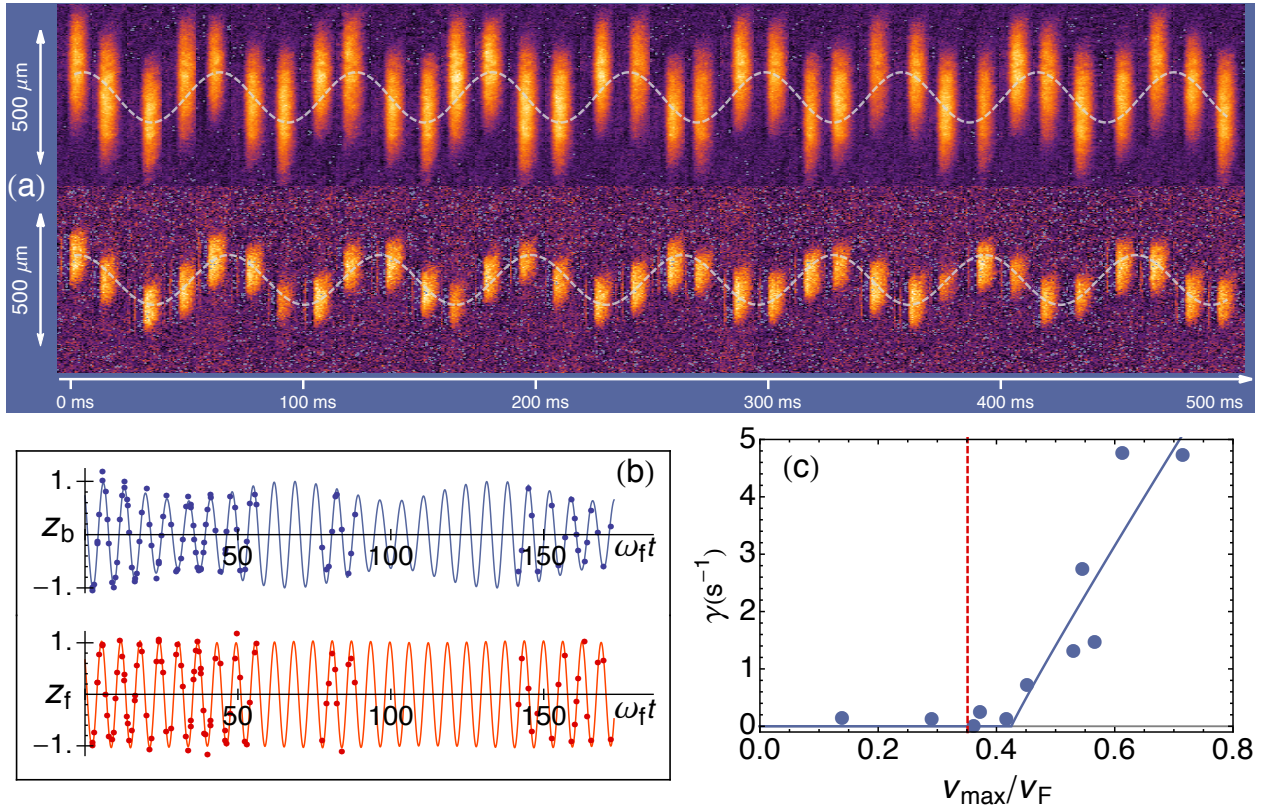 500 μm
(a)
500 μm
0 ms 100 ms 200 ms 300 ms 400 ms 500 ms
(b)
1.
z_b
50 100 150 ω_f t
-1.
1.
z_f
50 100 150 ω_f t
-1.
(c)
5
4
3
2
1
0
γ(s⁻¹)
0.0 0.2 0.4 0.6 0.8
v_max/v_F